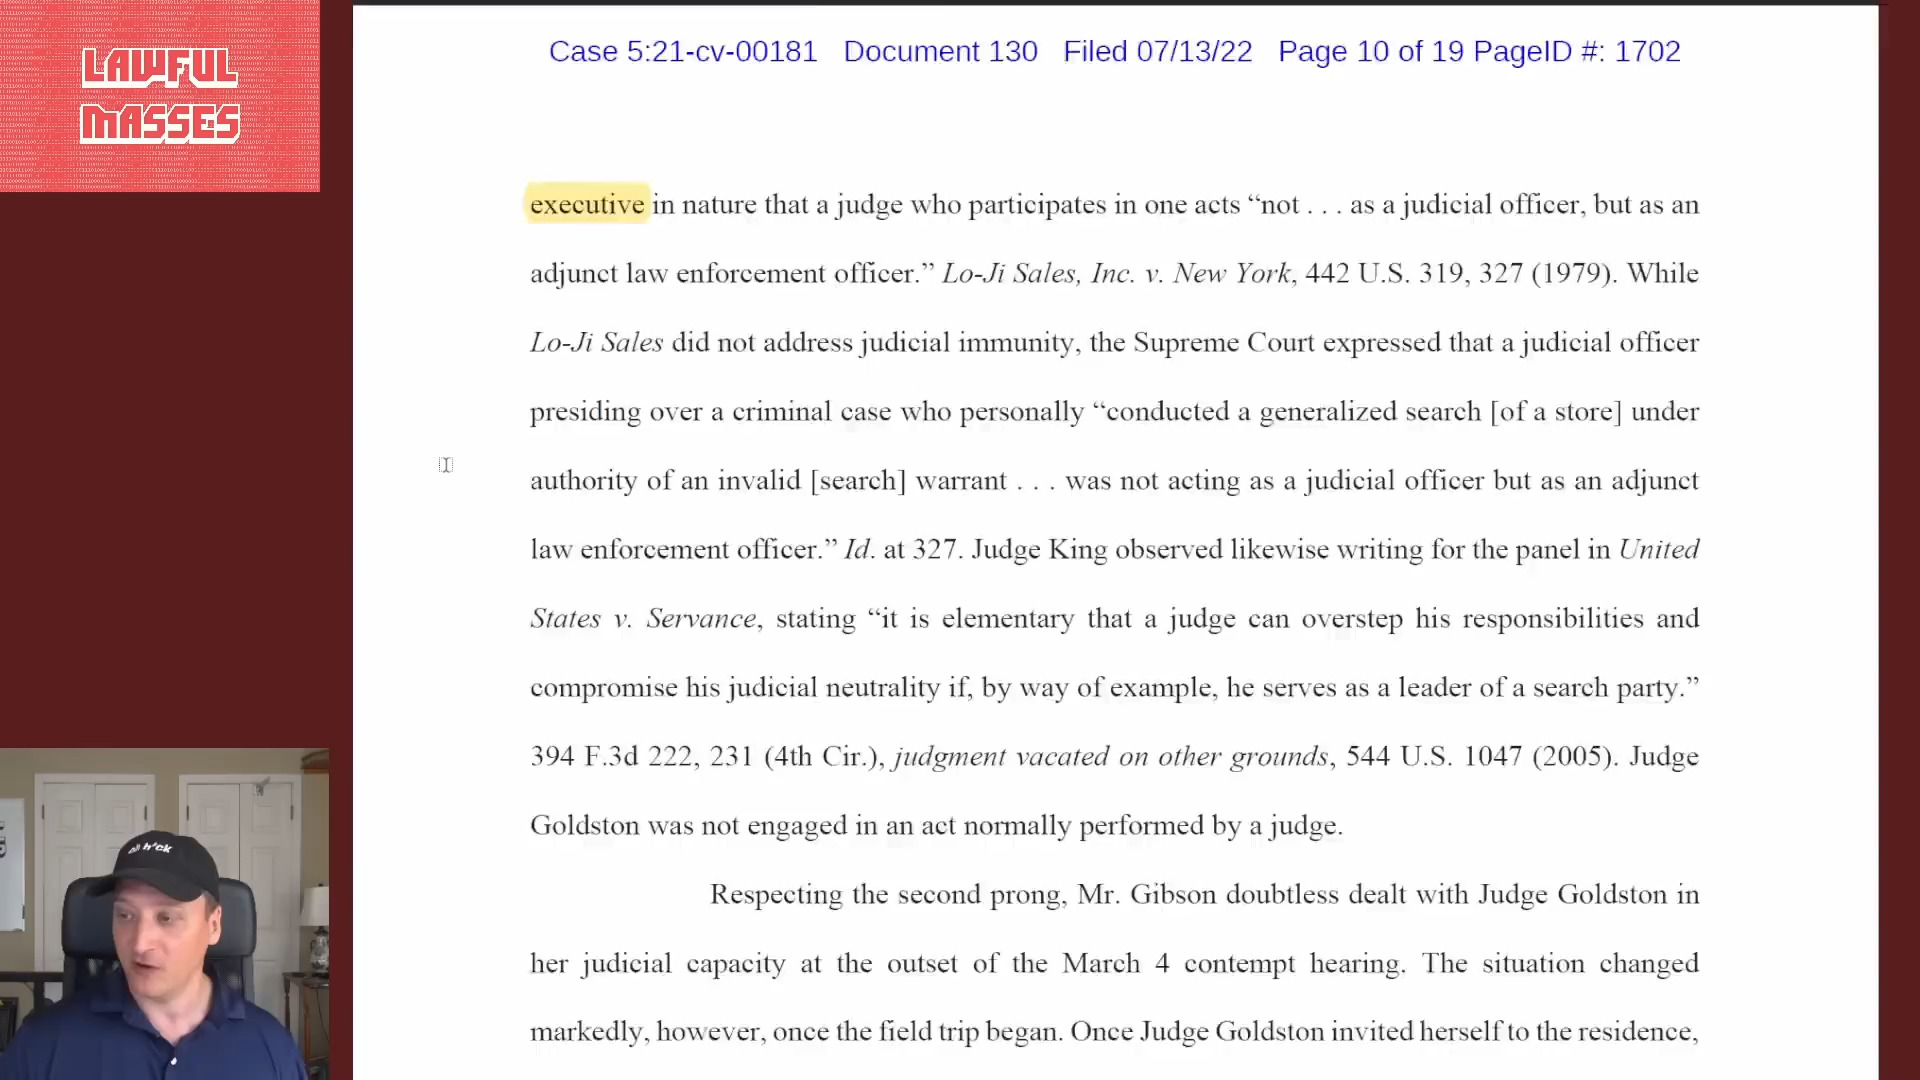 LAWFUL
MASSES
Case 5:21-cv-00181 Document 130 Filed 07/13/22 Page 10 of 19 PageID #: 1702
executive in nature that a judge who participates in one acts “not . . . as a judicial officer, but as an
adjunct law enforcement officer.” Lo-Ji Sales, Inc. v. New York, 442 U.S. 319, 327 (1979). While
Lo-Ji Sales did not address judicial immunity, the Supreme Court expressed that a judicial officer
presiding over a criminal case who personally “conducted a generalized search [of a store] under
authority of an invalid [search] warrant . . . was not acting as a judicial officer but as an adjunct
law enforcement officer.” Id. at 327. Judge King observed likewise writing for the panel in United
States v. Servance, stating “it is elementary that a judge can overstep his responsibilities and
compromise his judicial neutrality if, by way of example, he serves as a leader of a search party.”
394 F.3d 222, 231 (4th Cir.), judgment vacated on other grounds, 544 U.S. 1047 (2005). Judge
Goldston was not engaged in an act normally performed by a judge.
Respecting the second prong, Mr. Gibson doubtless dealt with Judge Goldston in
her judicial capacity at the outset of the March 4 contempt hearing. The situation changed
markedly, however, once the field trip began. Once Judge Goldston invited herself to the residence,